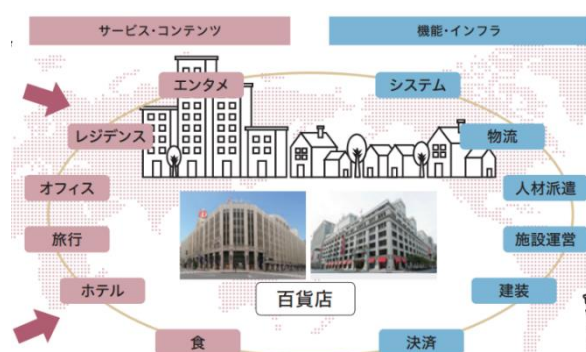 サービス・コンテンツ
機能・インフラ
エンタメ
システム
レジデンス
物流
オフィス
人材派遣
旅行
施設運営
ホテル
建装
百貨店
食
決済